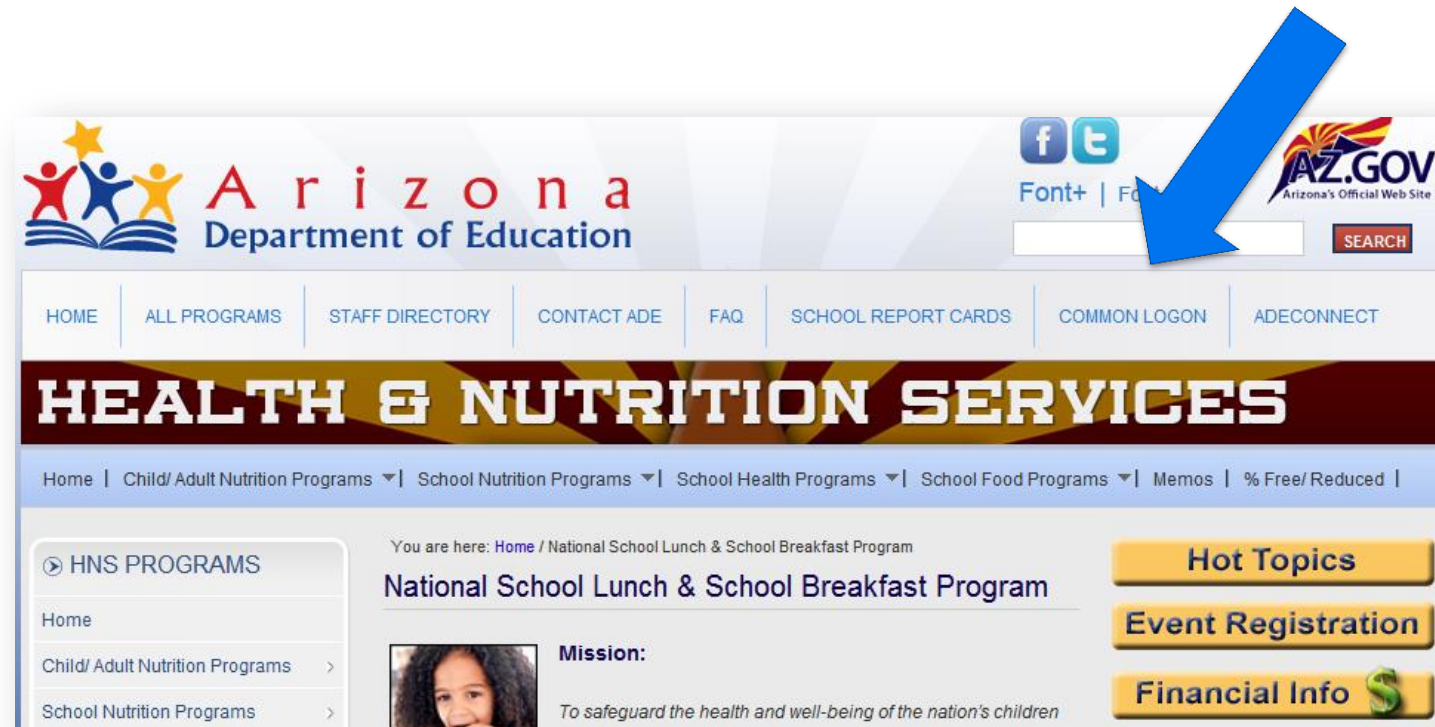 Arizona
Department of Education
f t
Font+ |
AZ.GOV
Arizona's Official Web Site
SEARCH
HOME ALL PROGRAMS STAFF DIRECTORY CONTACT ADE FAQ SCHOOL REPORT CARDS COMMON LOGON ADECONNECT
HEALTH & NUTRITION SERVICES
Home | Child/ Adult Nutrition Programs | School Nutrition Programs | School Health Programs | School Food Programs | Memos | % Free/ Reduced |
HNS PROGRAMS
Home
Child/ Adult Nutrition Programs >
School Nutrition Programs >
You are here: Home / National School Lunch & School Breakfast Program
National School Lunch & School Breakfast Program
Mission:
To safeguard the health and well-being of the nation's children
Hot Topics
Event Registration
Financial Info $